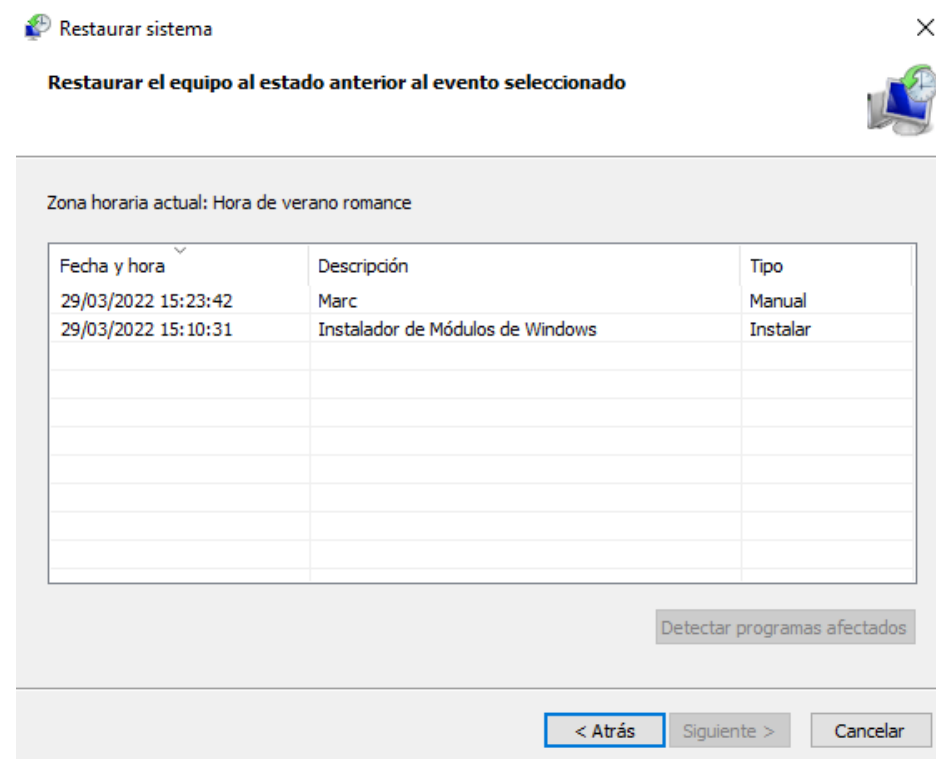 Restaurar sistema
Restaurar el equipo al estado anterior al evento seleccionado
Zona horaria actual: Hora de verano romance
Fecha y hora Descripción Tipo
29/03/2022 15:23:42 Marc Manual
29/03/2022 15:10:31 Instalador de Módulos de Windows Instalar
Detectar programas afectados
< Atrás Siguiente > Cancelar